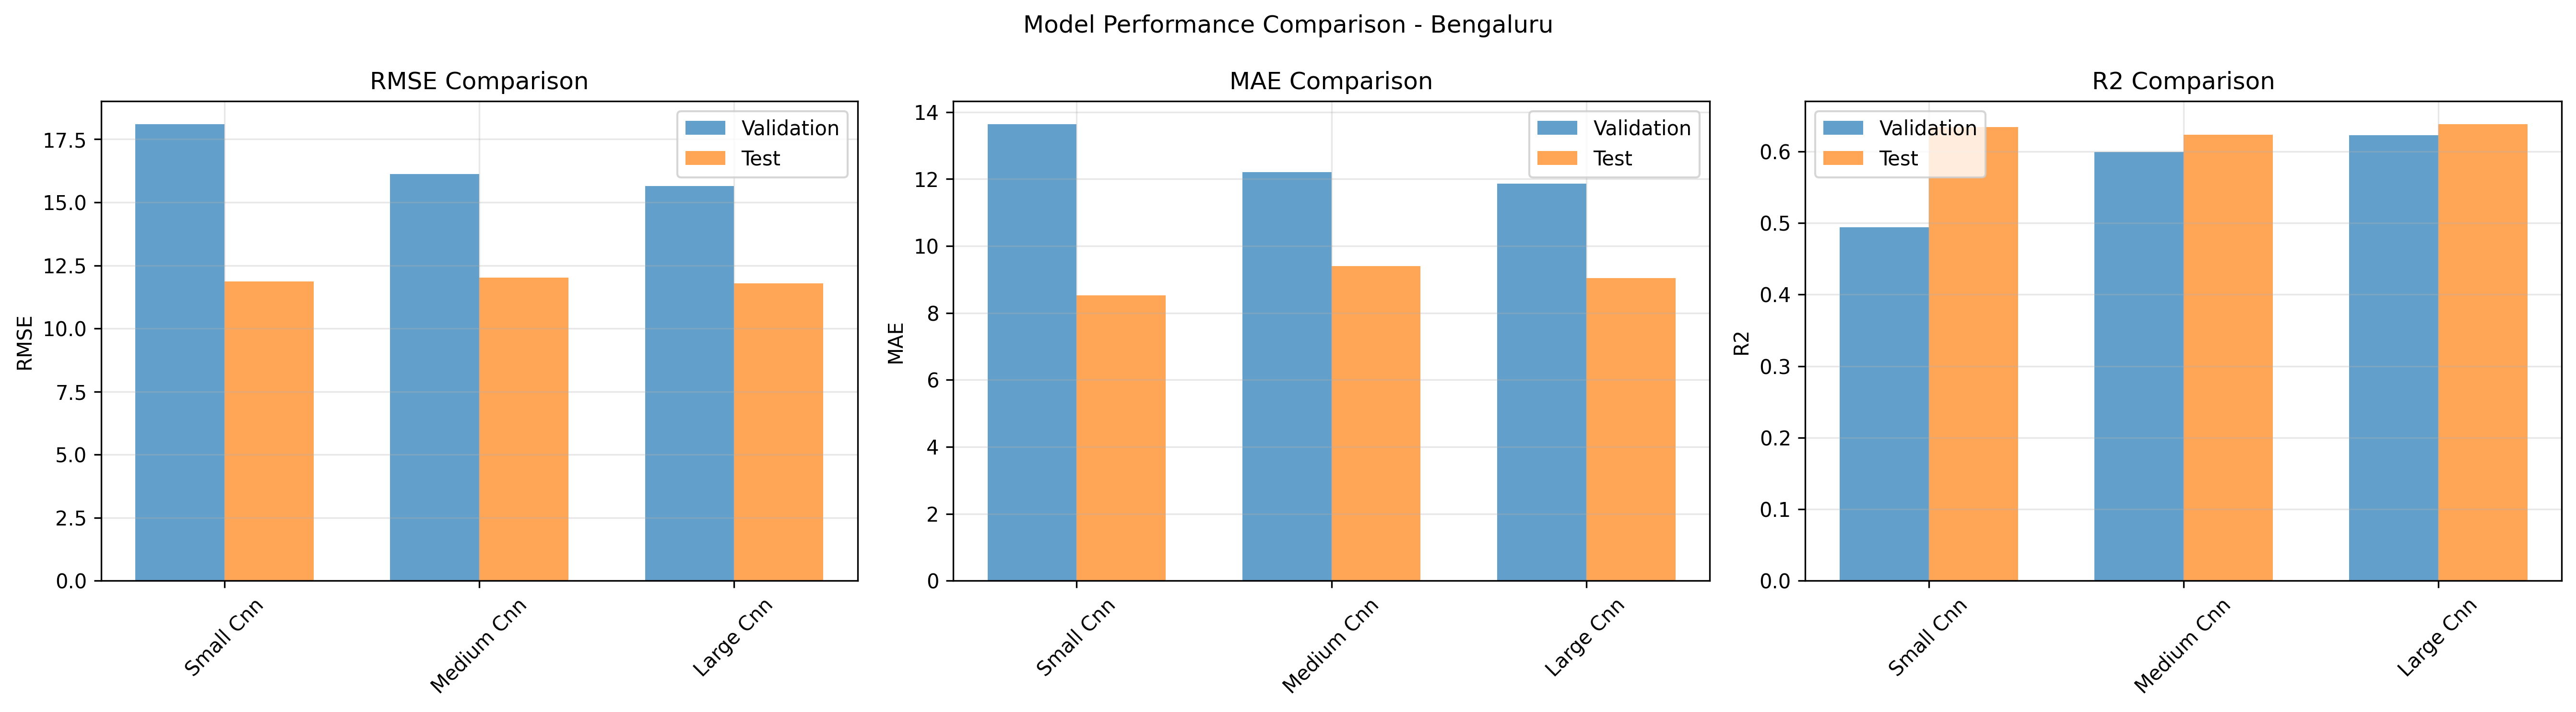 Model Performance Comparison - Bengaluru
RMSE Comparison
RMSE
17.5
15.0
12.5
10.0
7.5
5.0
2.5
0.0
Validation
Test
Small Cnn
Medium Cnn
Large Cnn
MAE Comparison
MAE
14
12
10
8
6
4
2
0
Validation
Test
Small Cnn
Medium Cnn
Large Cnn
R2 Comparison
R2
0.6
0.5
0.4
0.3
0.2
0.1
0.0
Validation
Test
Small Cnn
Medium Cnn
Large Cnn